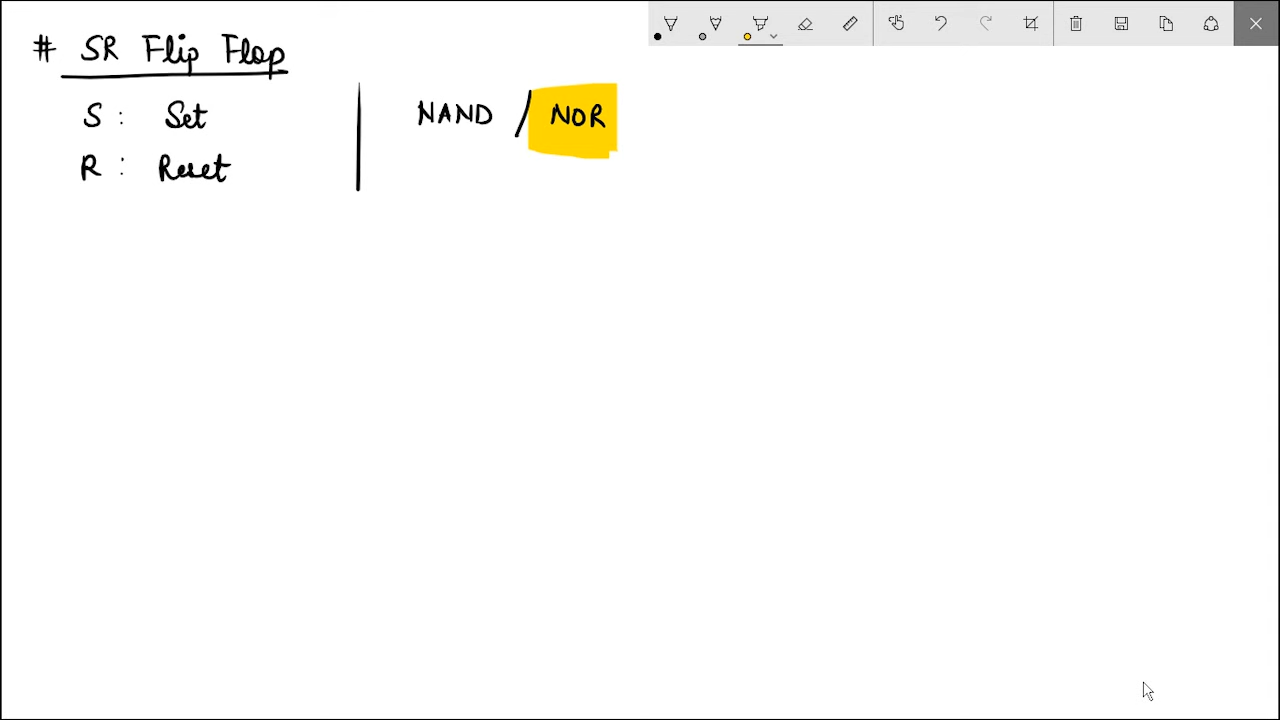 # SR Flip Flop
S : Set
R : Reset
NAND / NOR